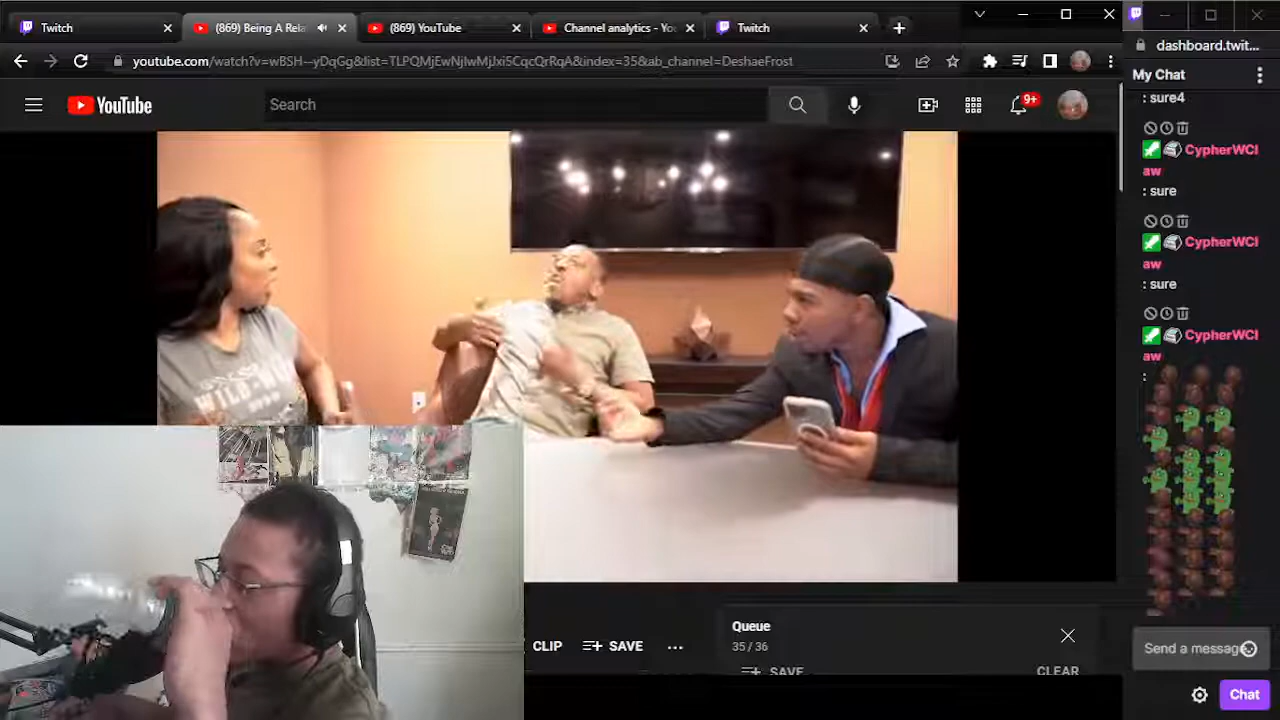 Twitch
(869) Being A Rela
(869) YouTube
Channel analytics - Yo
Twitch
youtube.com/watch?v=wBSH--yDqGg&list=TLPQMjEwNjIwMjJxi5CqcQrRqA&index=35&ab_channel=DeshaeFrost
YouTube
Search
9+
WILD
CLIP
SAVE
...
Queue
35 / 36
SAVE
CLEAR
dashboard.twit...
My Chat
: sure4
CypherWCl
aw
: sure
CypherWCl
aw
: sure
CypherWCl
aw
:
Send a message
Chat